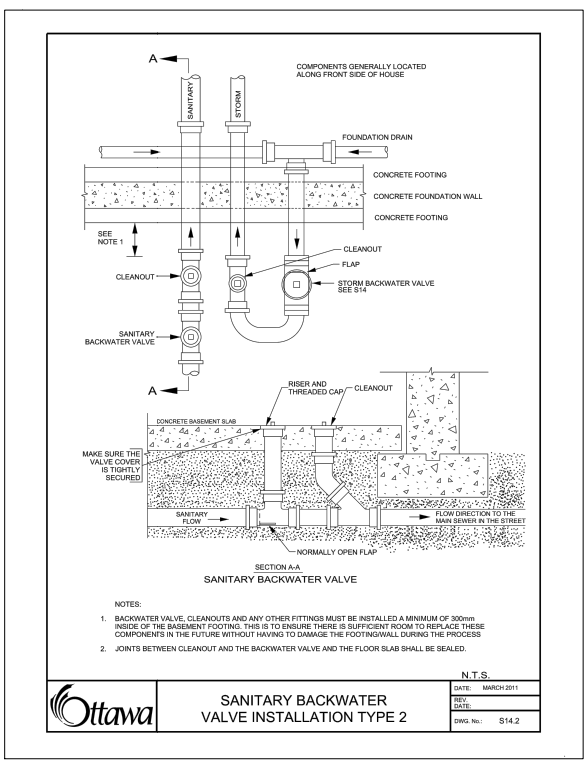 A
COMPONENTS GENERALLY LOCATED
ALONG FRONT SIDE OF HOUSE
SANITARY
STORM
FOUNDATION DRAIN
CONCRETE FOOTING
CONCRETE FOUNDATION WALL
CONCRETE FOOTING
SEE
NOTE 1
CLEANOUT
FLAP
CLEANOUT
STORM BACKWATER VALVE
SEE S14
SANITARY
BACKWATER VALVE
A
RISER AND
THREADED CAP
CLEANOUT
CONCRETE BASEMENT SLAB
MAKE SURE THE
VALVE COVER
IS TIGHTLY
SECURED
SANITARY
FLOW
FLOW DIRECTION TO THE
MAIN SEWER IN THE STREET
NORMALLY OPEN FLAP
SECTION A-A
SANITARY BACKWATER VALVE
NOTES:
1. BACKWATER VALVE, CLEANOUTS AND ANY OTHER FITTINGS MUST BE INSTALLED A MINIMUM OF 300mm
INSIDE OF THE BASEMENT FOOTING. THIS IS TO ENSURE THERE IS SUFFICIENT ROOM TO REPLACE THESE
COMPONENTS IN THE FUTURE WITHOUT HAVING TO DAMAGE THE FOOTING/WALL DURING THE PROCESS
2. JOINTS BETWEEN CLEANOUT AND THE BACKWATER VALVE AND THE FLOOR SLAB SHALL BE SEALED.
N.T.S.
Ottawa
SANITARY BACKWATER
VALVE INSTALLATION TYPE 2
DATE: MARCH 2011
REV.
DATE:
DWG. No.: S14.2